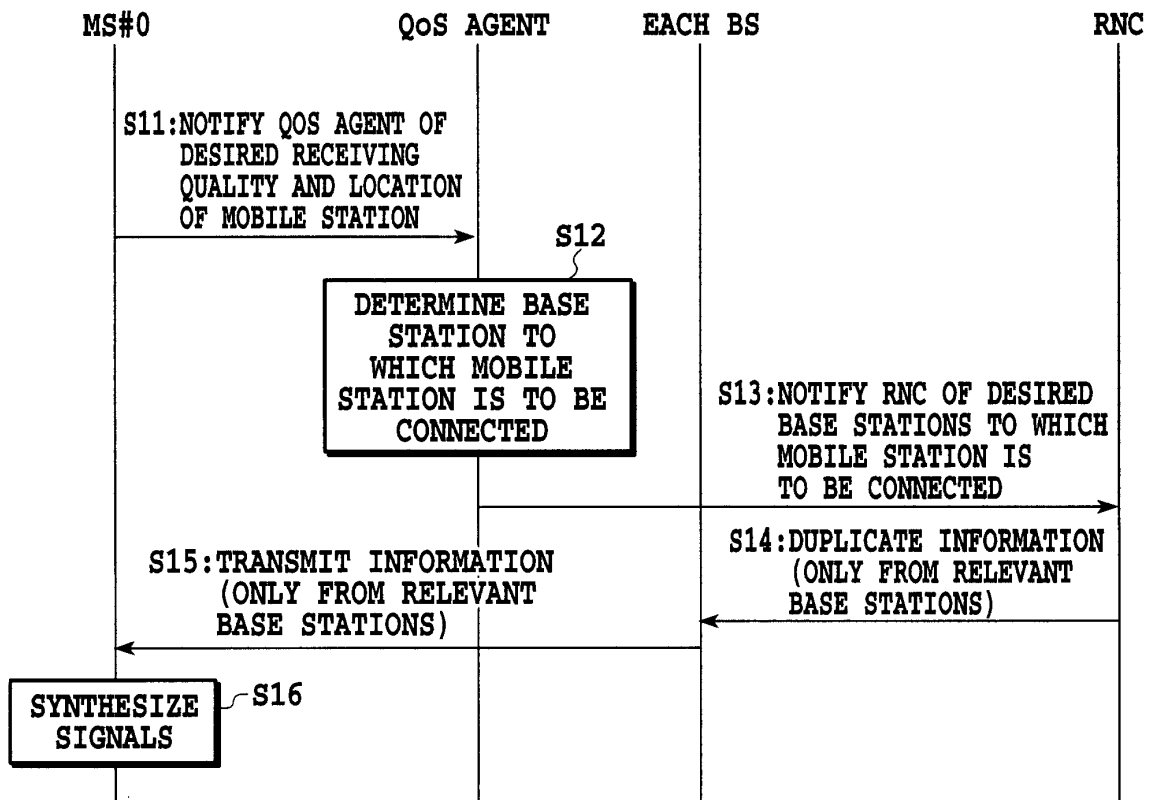 MS#0 QoS AGENT EACH BS RNC
S11:NOTIFY QOS AGENT OF
DESIRED RECEIVING
QUALITY AND LOCATION
OF MOBILE STATION
S12
DETERMINE BASE
STATION TO
WHICH MOBILE
STATION IS TO BE
CONNECTED
S13:NOTIFY RNC OF DESIRED
BASE STATIONS TO WHICH
MOBILE STATION IS
TO BE CONNECTED
S14:DUPLICATE INFORMATION
(ONLY FROM RELEVANT
BASE STATIONS)
S15:TRANSMIT INFORMATION
(ONLY FROM RELEVANT
BASE STATIONS)
SYNTHESIZE
SIGNALS
S16